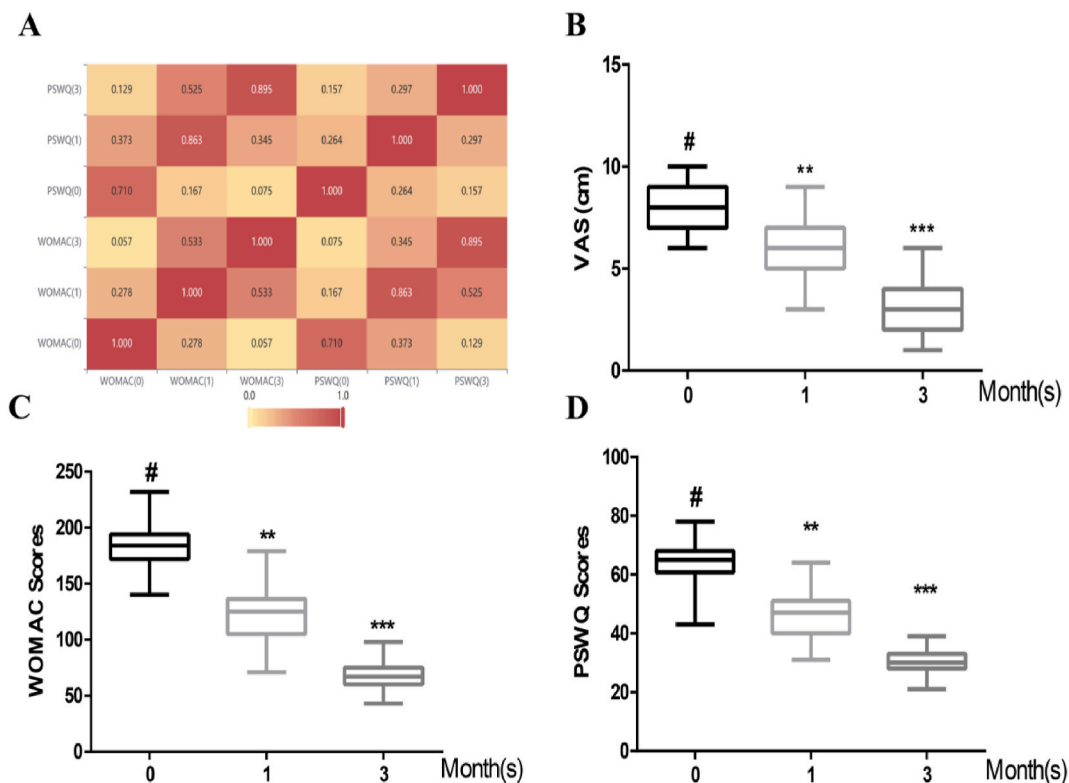 A
PSWQ(3) 0.129 0.525 0.895 0.157 0.297 1.000
PSWQ(1) 0.373 0.863 0.345 0.264 1.000 0.297
PSWQ(0) 0.710 0.167 0.075 1.000 0.264 0.157
WOMAC(3) 0.057 0.533 1.000 0.075 0.345 0.895
WOMAC(1) 0.278 1.000 0.533 0.167 0.863 0.525
WOMAC(0) 1.000 0.278 0.057 0.710 0.373 0.129
WOMAC(0) WOMAC(1) WOMAC(3) PSWQ(0) PSWQ(1) PSWQ(3)
0.0 1.0
B
VAS (cm)
15
10
5
0
#
**
***
0 1 3 Month(s)
C
WOMAC Scores
250
200
150
100
50
0
#
**
***
0 1 3 Month(s)
D
PSWQ Scores
100
80
60
40
20
0
#
**
***
0 1 3 Month(s)